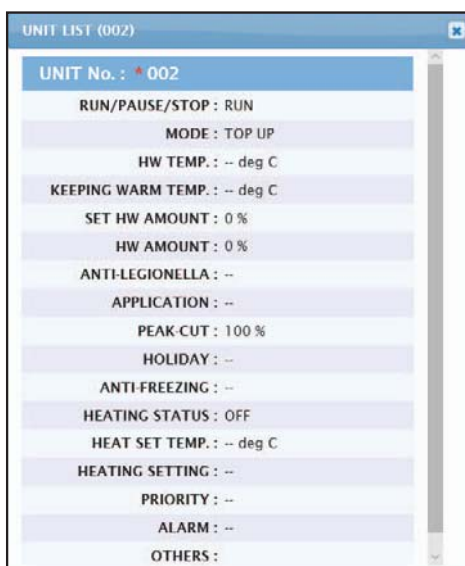 UNIT LIST (002)
UNIT No. : *002
RUN/PAUSE/STOP : RUN
MODE : TOP UP
HW TEMP. : -- deg C
KEEPING WARM TEMP. : -- deg C
SET HW AMOUNT : 0 %
HW AMOUNT : 0 %
ANTI-LEGIONELLA : --
APPLICATION : --
PEAK-CUT : 100 %
HOLIDAY : --
ANTI-FREEZING : --
HEATING STATUS : OFF
HEAT SET TEMP. : -- deg C
HEATING SETTING : --
PRIORITY : --
ALARM : --
OTHERS :